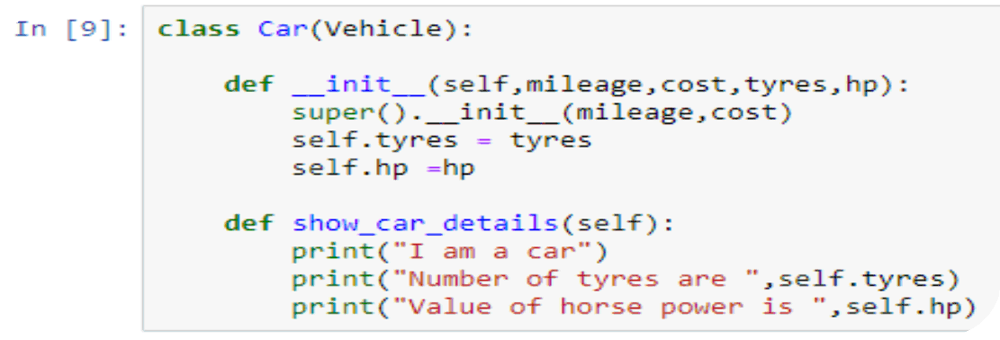 In [9]: class Car(Vehicle):
def __init__(self,mileage,cost,tyres,hp):
super().__init__(mileage,cost)
self.tyres = tyres
self.hp =hp
def show_car_details(self):
print("I am a car")
print("Number of tyres are ",self.tyres)
print("Value of horse power is ",self.hp)